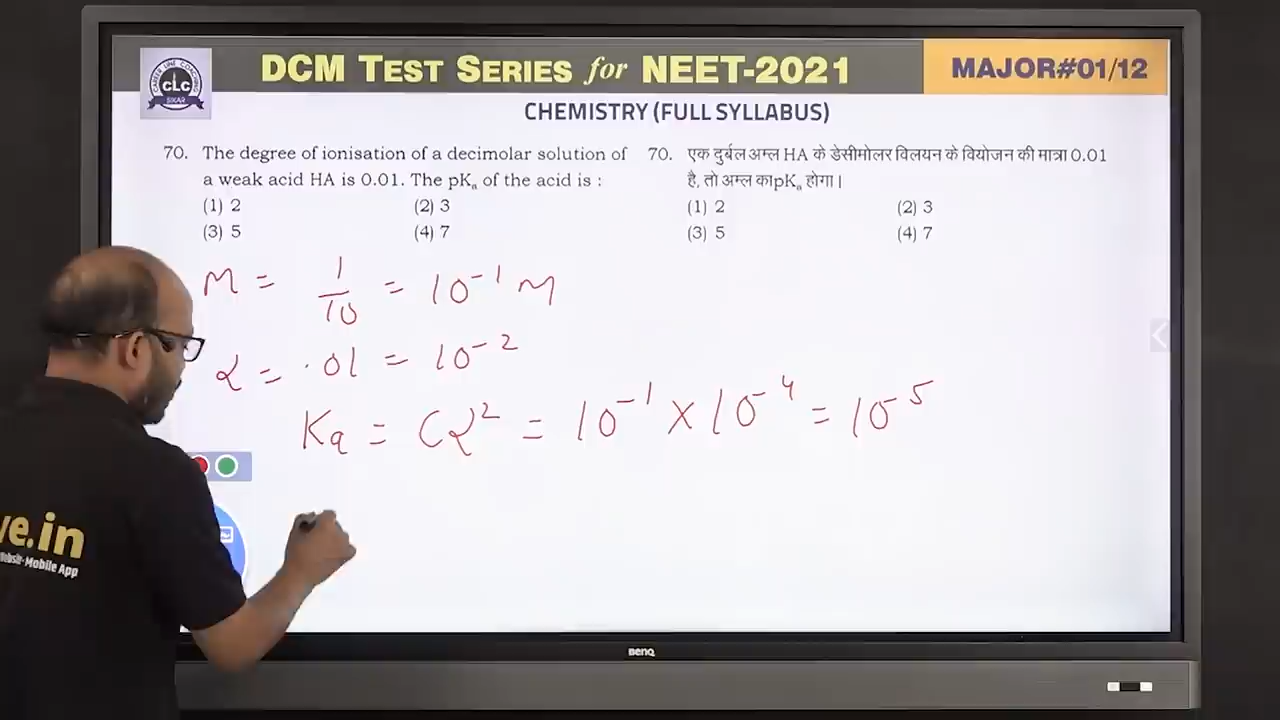 DCM TEST SERIES for NEET-2021
MAJOR#01/12
CLC
SIKAR
CHEMISTRY (FULL SYLLABUS)
70. The degree of ionisation of a decimolar solution of a weak acid HA is 0.01. The pKa of the acid is :
(1) 2 (2) 3
(3) 5 (4) 7
70. एक दुर्बल अम्ल HA के डेसीमोलर विलयन के वियोजन की मात्रा 0.01
है, तो अम्ल का pKa होगा।
(1) 2 (2) 3
(3) 5 (4) 7
M = 1/10 = 10⁻¹ M
α = .01 = 10⁻²
Ka = Cα² = 10⁻¹ × 10⁻⁴ = 10⁻⁵
ve.in
Mobile App
BenQ